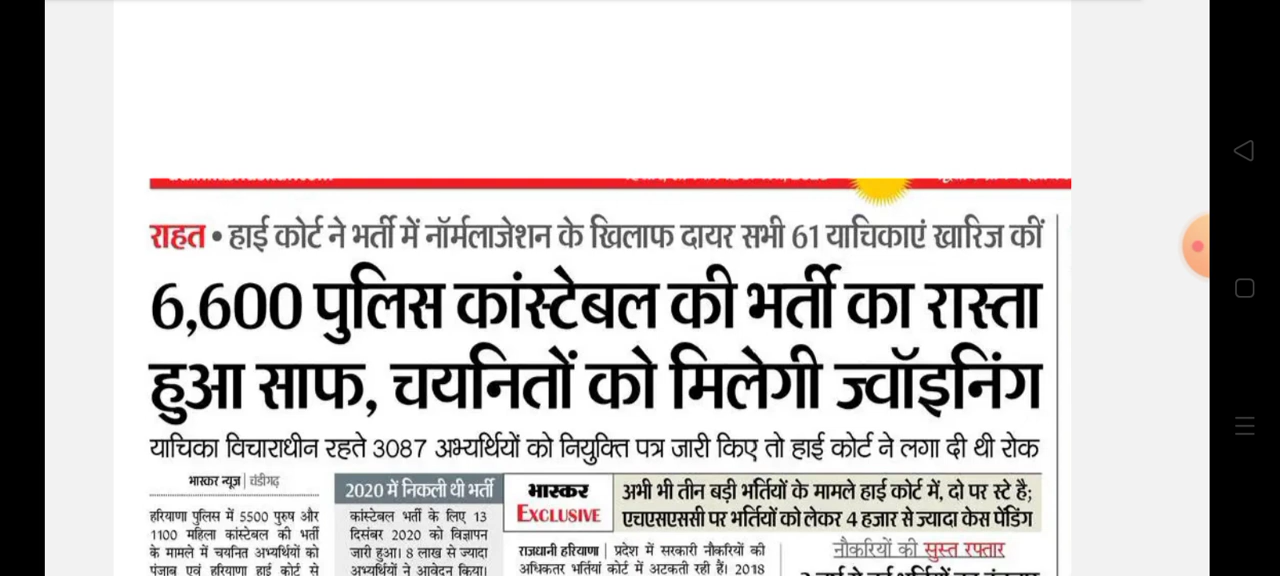 राहत • हाई कोर्ट ने भर्ती में नॉर्मलाजेशन के खिलाफ दायर सभी 61 याचिकाएं खारिज कीं
6,600 पुलिस कांस्टेबल की भर्ती का रास्ता
हुआ साफ, चयनितों को मिलेगी ज्वॉइनिंग
याचिका विचाराधीन रहते 3087 अभ्यर्थियों को नियुक्ति पत्र जारी किए तो हाई कोर्ट ने लगा दी थी रोक
भास्कर न्यूज | चंडीगढ़
हरियाणा पुलिस में 5500 पुरुष और
1100 महिला कांस्टेबल की भर्ती
के मामले में चयनित अभ्यर्थियों को
पंजाब एवं हरियाणा हाई कोर्ट से
2020 में निकली थी भर्ती
कांस्टेबल भर्ती के लिए 13
दिसंबर 2020 को विज्ञापन
जारी हुआ। 8 लाख से ज्यादा
अभ्यर्थियों ने आवेदन किया।
भास्कर
EXCLUSIVE
अभी भी तीन बड़ी भर्तियों के मामले हाई कोर्ट में, दो पर स्टे है;
एचएसएससी पर भर्तियों को लेकर 4 हजार से ज्यादा केस पेंडिंग
राजधानी हरियाणा | प्रदेश में सरकारी नौकरियों की
अधिकतर भर्तियां कोर्ट में अटकती रही हैं। 2018
नौकरियों की सुस्त रफ्तार